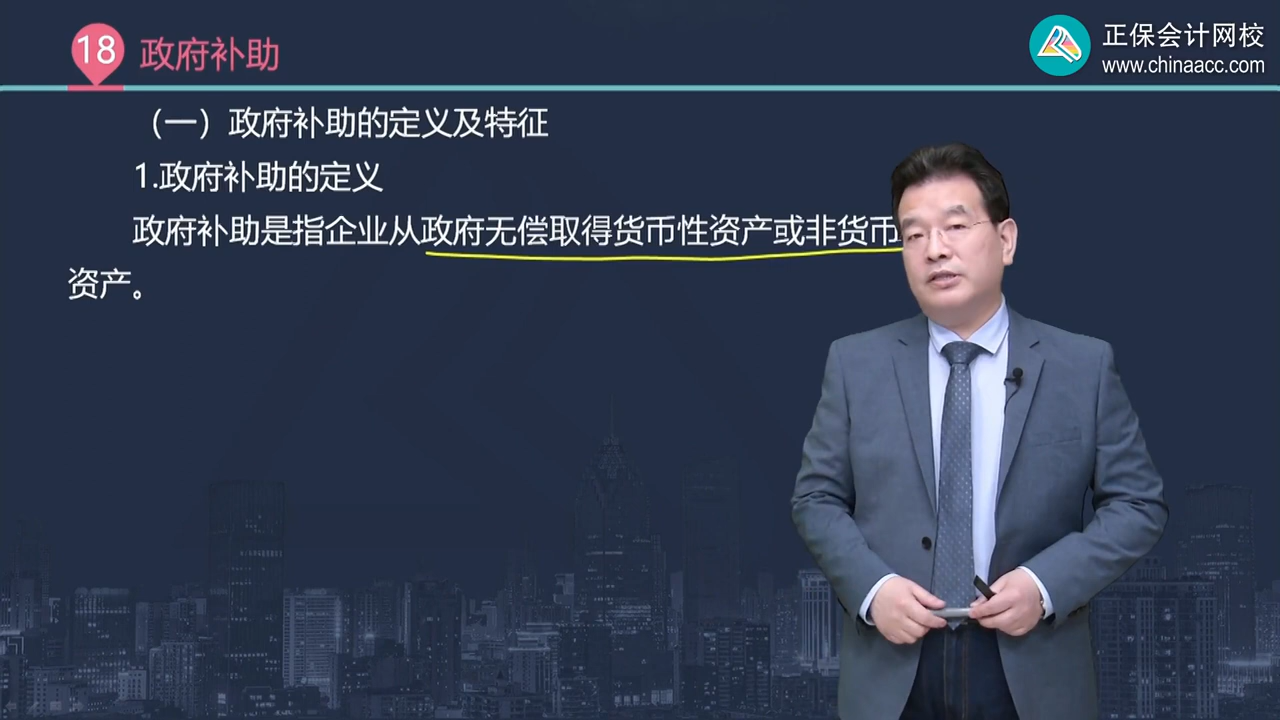 18 政府补助
正保会计网校
www.chinaacc.com
（一）政府补助的定义及特征
1.政府补助的定义
政府补助是指企业从政府无偿取得货币性资产或非货币
资产。